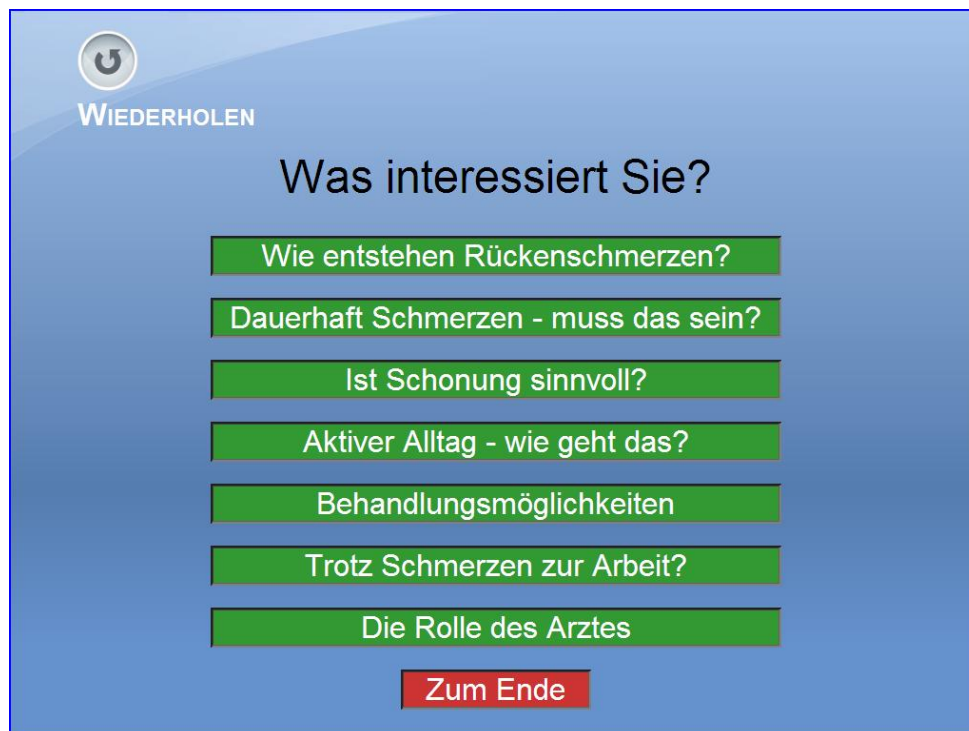 WIEDERHOLEN
Was interessiert Sie?
Wie entstehen Rückenschmerzen?
Dauerhaft Schmerzen - muss das sein?
Ist Schonung sinnvoll?
Aktiver Alltag - wie geht das?
Behandlungsmöglichkeiten
Trotz Schmerzen zur Arbeit?
Die Rolle des Arztes
Zum Ende